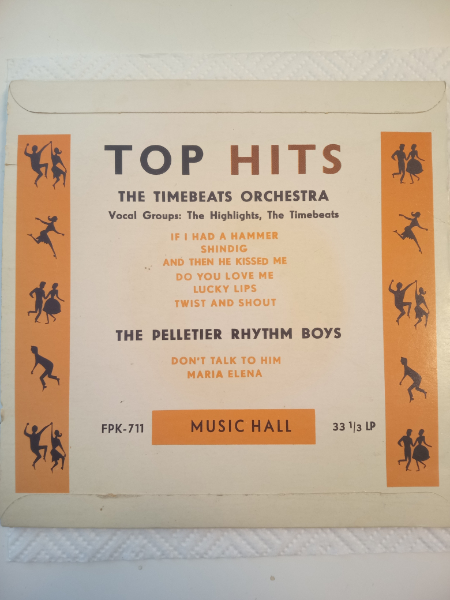 TOP HITS
THE TIMEBEATS ORCHESTRA
Vocal Groups: The Highlights, The Timebeats
IF I HAD A HAMMER
SHINDIG
AND THEN HE KISSED ME
DO YOU LOVE ME
LUCKY LIPS
TWIST AND SHOUT
THE PELLETIER RHYTHM BOYS
DON'T TALK TO HIM
MARIA ELENA
FPK-711 MUSIC HALL 33 1/3 LP